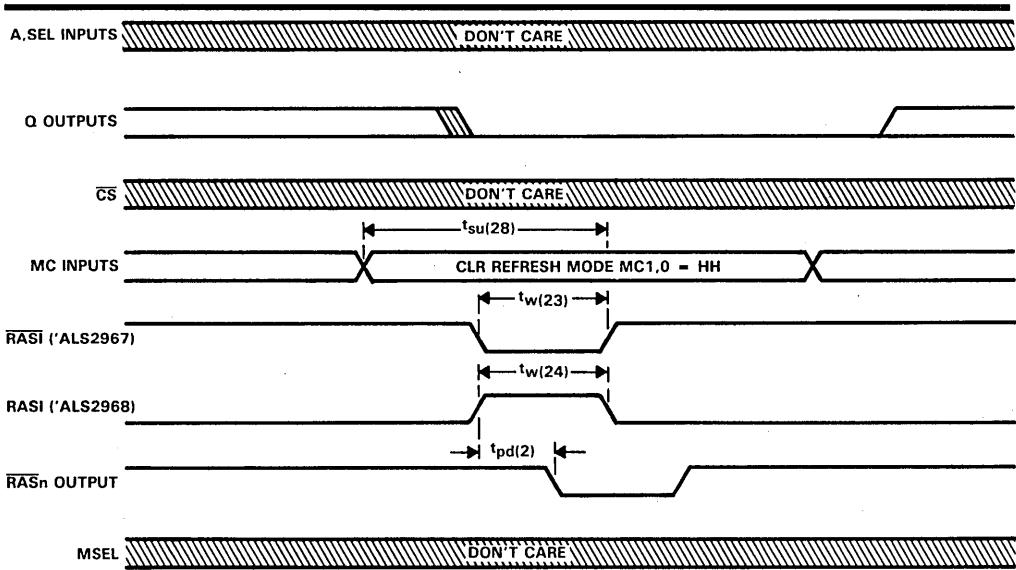 A,SEL INPUTS DON'T CARE
Q OUTPUTS
CS DON'T CARE
tsu(28)
MC INPUTS CLR REFRESH MODE MC1,0 = HH
tw(23)
RASI ('ALS2967)
tw(24)
RASI ('ALS2968)
tpd(2)
RASn OUTPUT
MSEL DON'T CARE